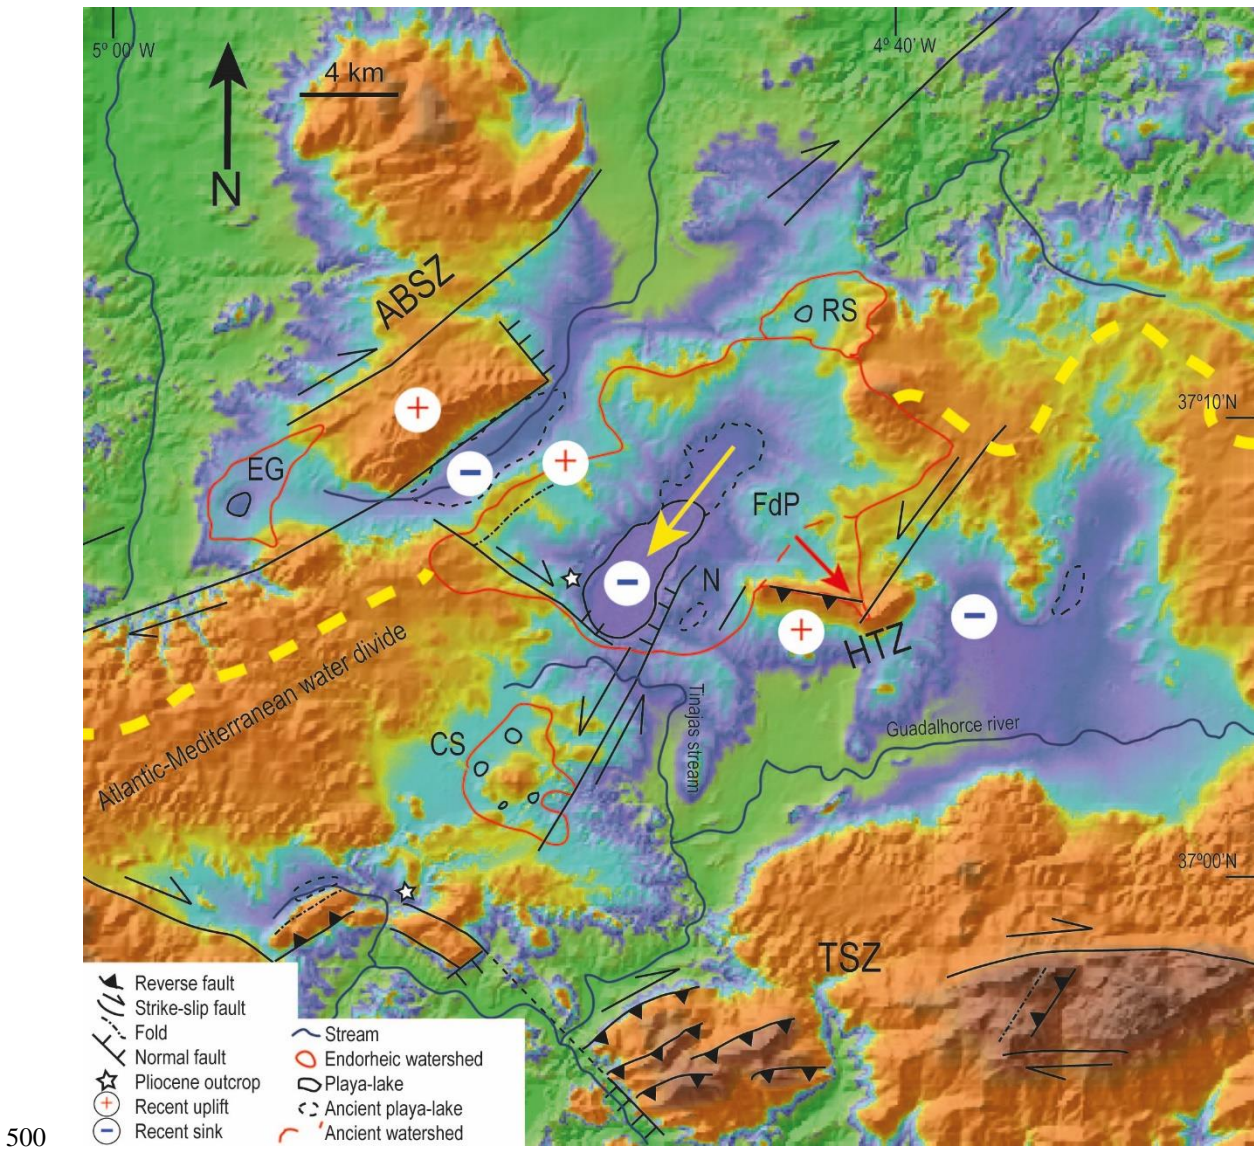 5º 00' W
4º 40' W
4 km
N
ABSZ
RS
37º10'N
EG
+
+
-
FdP
-
N
+
-
HTZ
Atlantic-Mediterranean water divide
Tinajas stream
Guadalhorce river
CS
37º00'N
TSZ
Reverse fault
Strike-slip fault
Fold
Normal fault
Pliocene outcrop
+ Recent uplift
- Recent sink
Stream
Endorheic watershed
Playa-lake
Ancient playa-lake
Ancient watershed
500